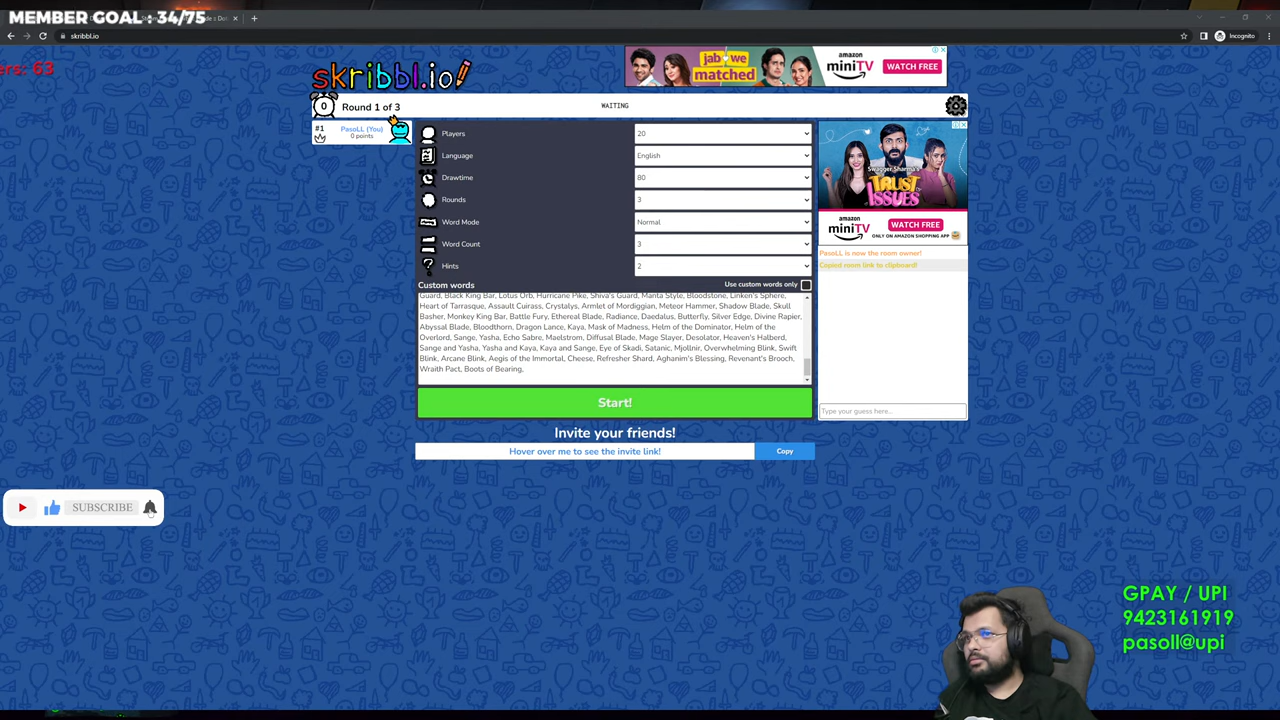 MEMBER GOAL : 34/75
skribbl.io
Incognito
ers: 63
skribbl.io
jab we
matched
amazon
miniTV
WATCH FREE
0
Round 1 of 3
WAITING
#1
PasoLL (You)
0 points
Players
20
Language
English
Drawtime
80
Rounds
3
Word Mode
Normal
Word Count
3
Hints
2
Custom words
Use custom words only
Guard, Black King Bar, Lotus Orb, Hurricane Pike, Shiva's Guard, Manta Style, Bloodstone, Linken's Sphere,
Heart of Tarrasque, Assault Cuirass, Crystalys, Armlet of Mordiggian, Meteor Hammer, Shadow Blade, Skull
Basher, Monkey King Bar, Battle Fury, Ethereal Blade, Radiance, Daedalus, Butterfly, Silver Edge, Divine Rapier,
Abyssal Blade, Bloodthorn, Dragon Lance, Kaya, Mask of Madness, Helm of the Dominator, Helm of the
Overlord, Sange, Yasha, Echo Sabre, Maelstrom, Diffusal Blade, Mage Slayer, Desolator, Heaven's Halberd,
Sange and Yasha, Yasha and Kaya, Kaya and Sange, Eye of Skadi, Satanic, Mjollnir, Overwhelming Blink, Swift
Blink, Arcane Blink, Aegis of the Immortal, Cheese, Refresher Shard, Aghanim's Blessing, Revenant's Brooch,
Wraith Pact, Boots of Bearing,
Start!
Invite your friends!
Hover over me to see the invite link!
Copy
Swagger Sharma's
TRUST
ISSUES
amazon
miniTV
WATCH FREE
ONLY ON AMAZON SHOPPING APP
PasoLL is now the room owner!
Copied room link to clipboard!
Type your guess here...
SUBSCRIBE
GPAY / UPI
9423161919
pasoll@upi